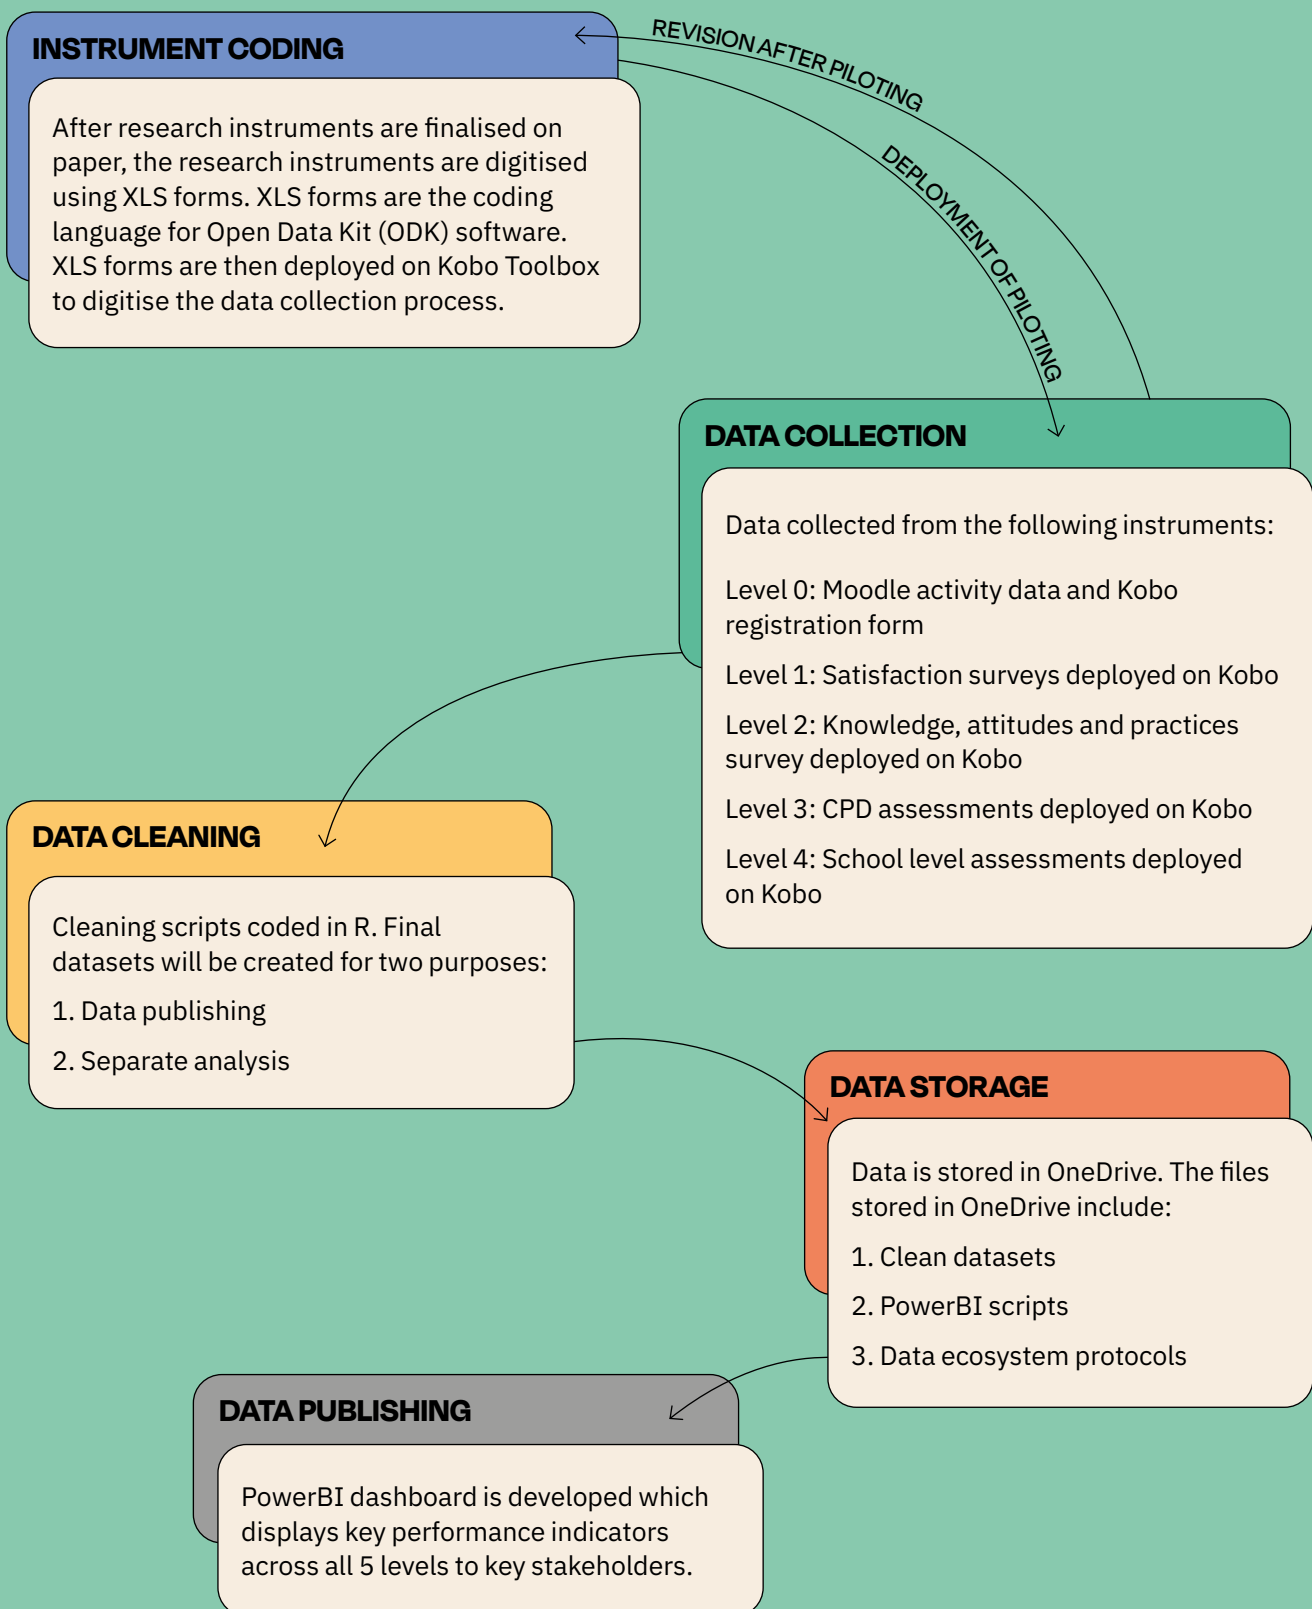 INSTRUMENT CODING
After research instruments are finalised on
paper, the research instruments are digitised
using XLS forms. XLS forms are the coding
language for Open Data Kit (ODK) software.
XLS forms are then deployed on Kobo Toolbox
to digitise the data collection process.
REVISION AFTER PILOTING
DEPLOYMENT OF PILOTING
DATA COLLECTION
Data collected from the following instruments:
Level 0: Moodle activity data and Kobo
registration form
Level 1: Satisfaction surveys deployed on Kobo
Level 2: Knowledge, attitudes and practices
survey deployed on Kobo
Level 3: CPD assessments deployed on Kobo
Level 4: School level assessments deployed
on Kobo
DATA CLEANING
Cleaning scripts coded in R. Final
datasets will be created for two purposes:
1. Data publishing
2. Separate analysis
DATA STORAGE
Data is stored in OneDrive. The files
stored in OneDrive include:
1. Clean datasets
2. PowerBI scripts
3. Data ecosystem protocols
DATA PUBLISHING
PowerBI dashboard is developed which
displays key performance indicators
across all 5 levels to key stakeholders.